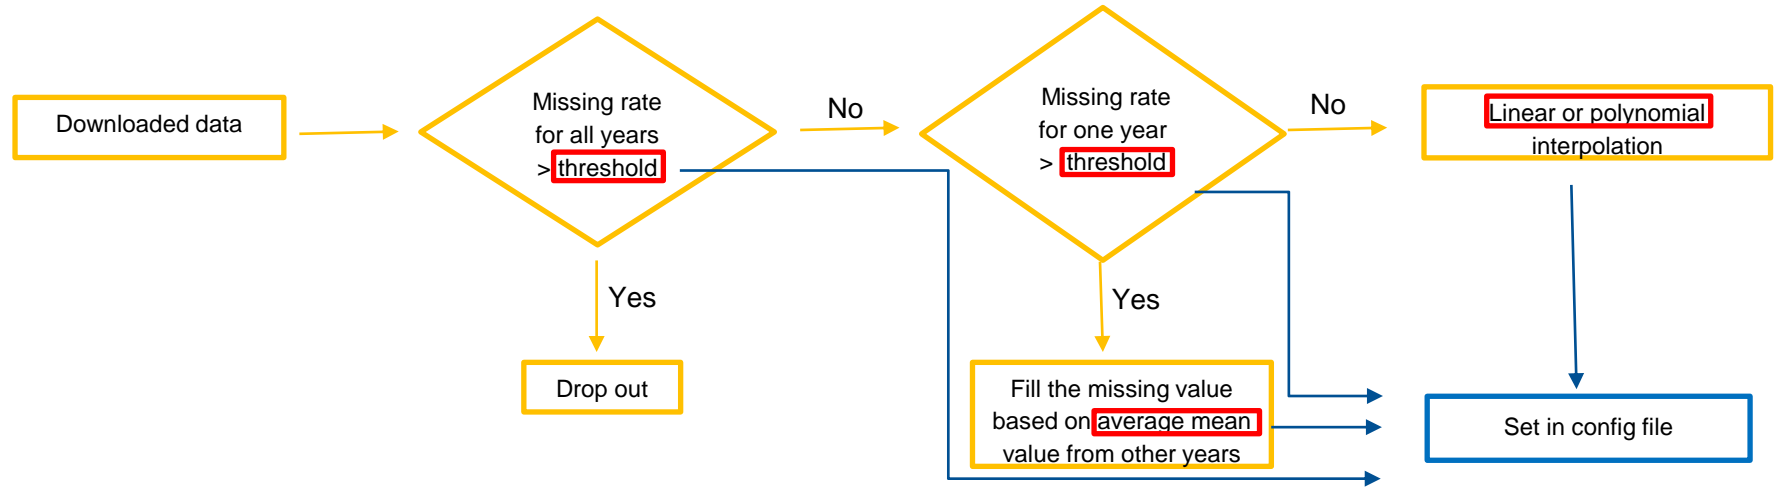 Downloaded data
Missing rate
for all years
> threshold
No
Missing rate
for one year
> threshold
No
Linear or polynomial
interpolation
Yes
Yes
Drop out
Fill the missing value
based on average mean
value from other years
Set in config file